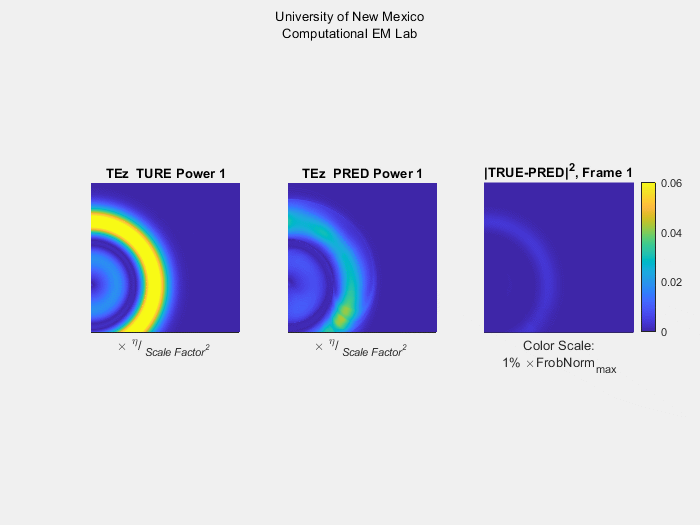 University of New Mexico
Computational EM Lab
TEz TURE Power 1
TEz PRED Power 1
|TRUE-PRED|², Frame 1
0.06
0.04
0.02
0
× η/ Scale Factor²
× η/ Scale Factor²
Color Scale:
1% ×FrobNorm_max